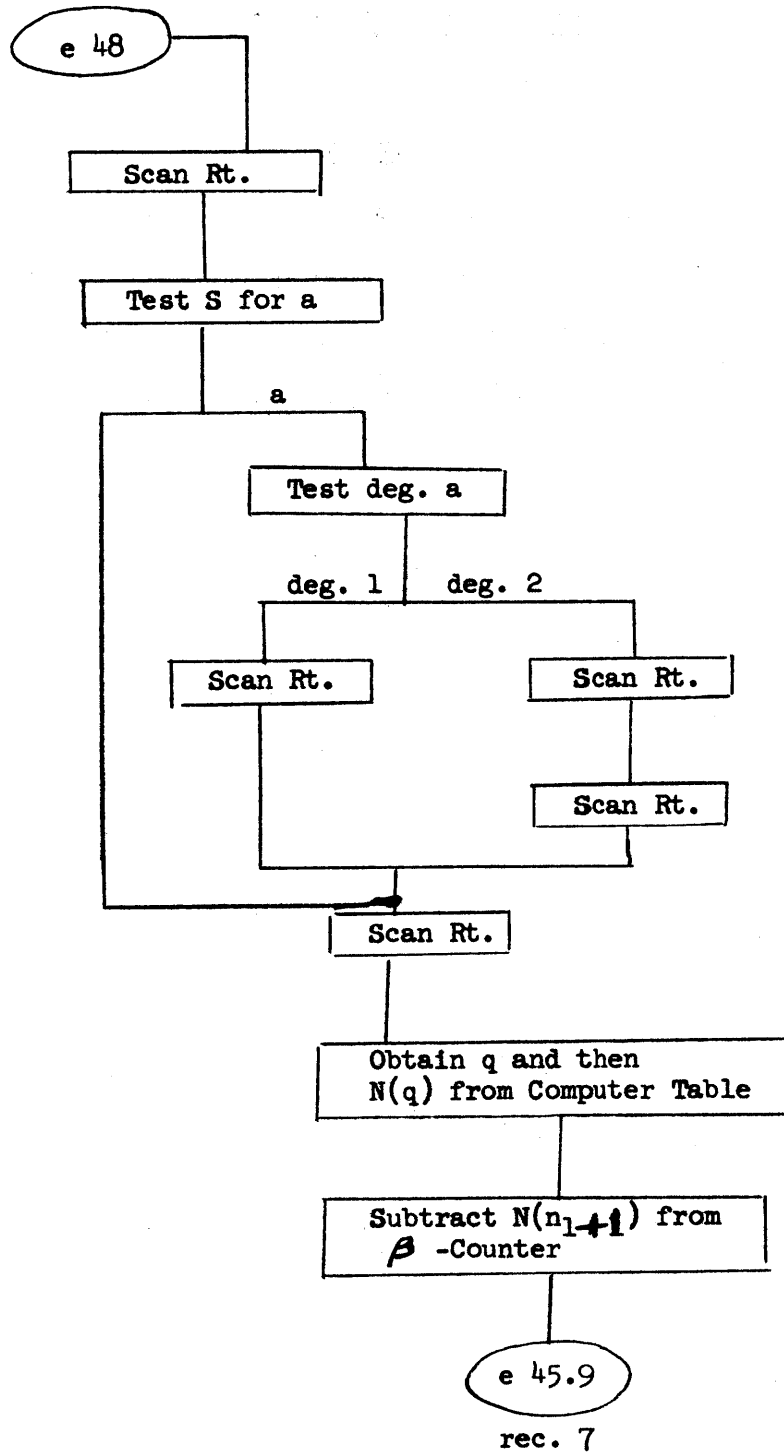 e 48
Scan Rt.
Test S for a
a
Test deg. a
deg. 1 deg. 2
Scan Rt. Scan Rt.
Scan Rt.
Scan Rt.
Obtain q and then
N(q) from Computer Table
Subtract N(n1+1) from
β -Counter
e 45.9
rec. 7